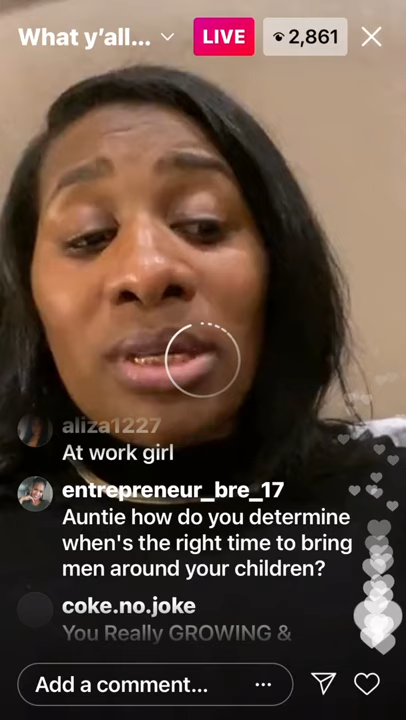 What y’all...
LIVE
2,861
aliza1227
At work girl
entrepreneur_bre_17
Auntie how do you determine
when's the right time to bring
men around your children?
coke.no.joke
You Really GROWING &
Add a comment...